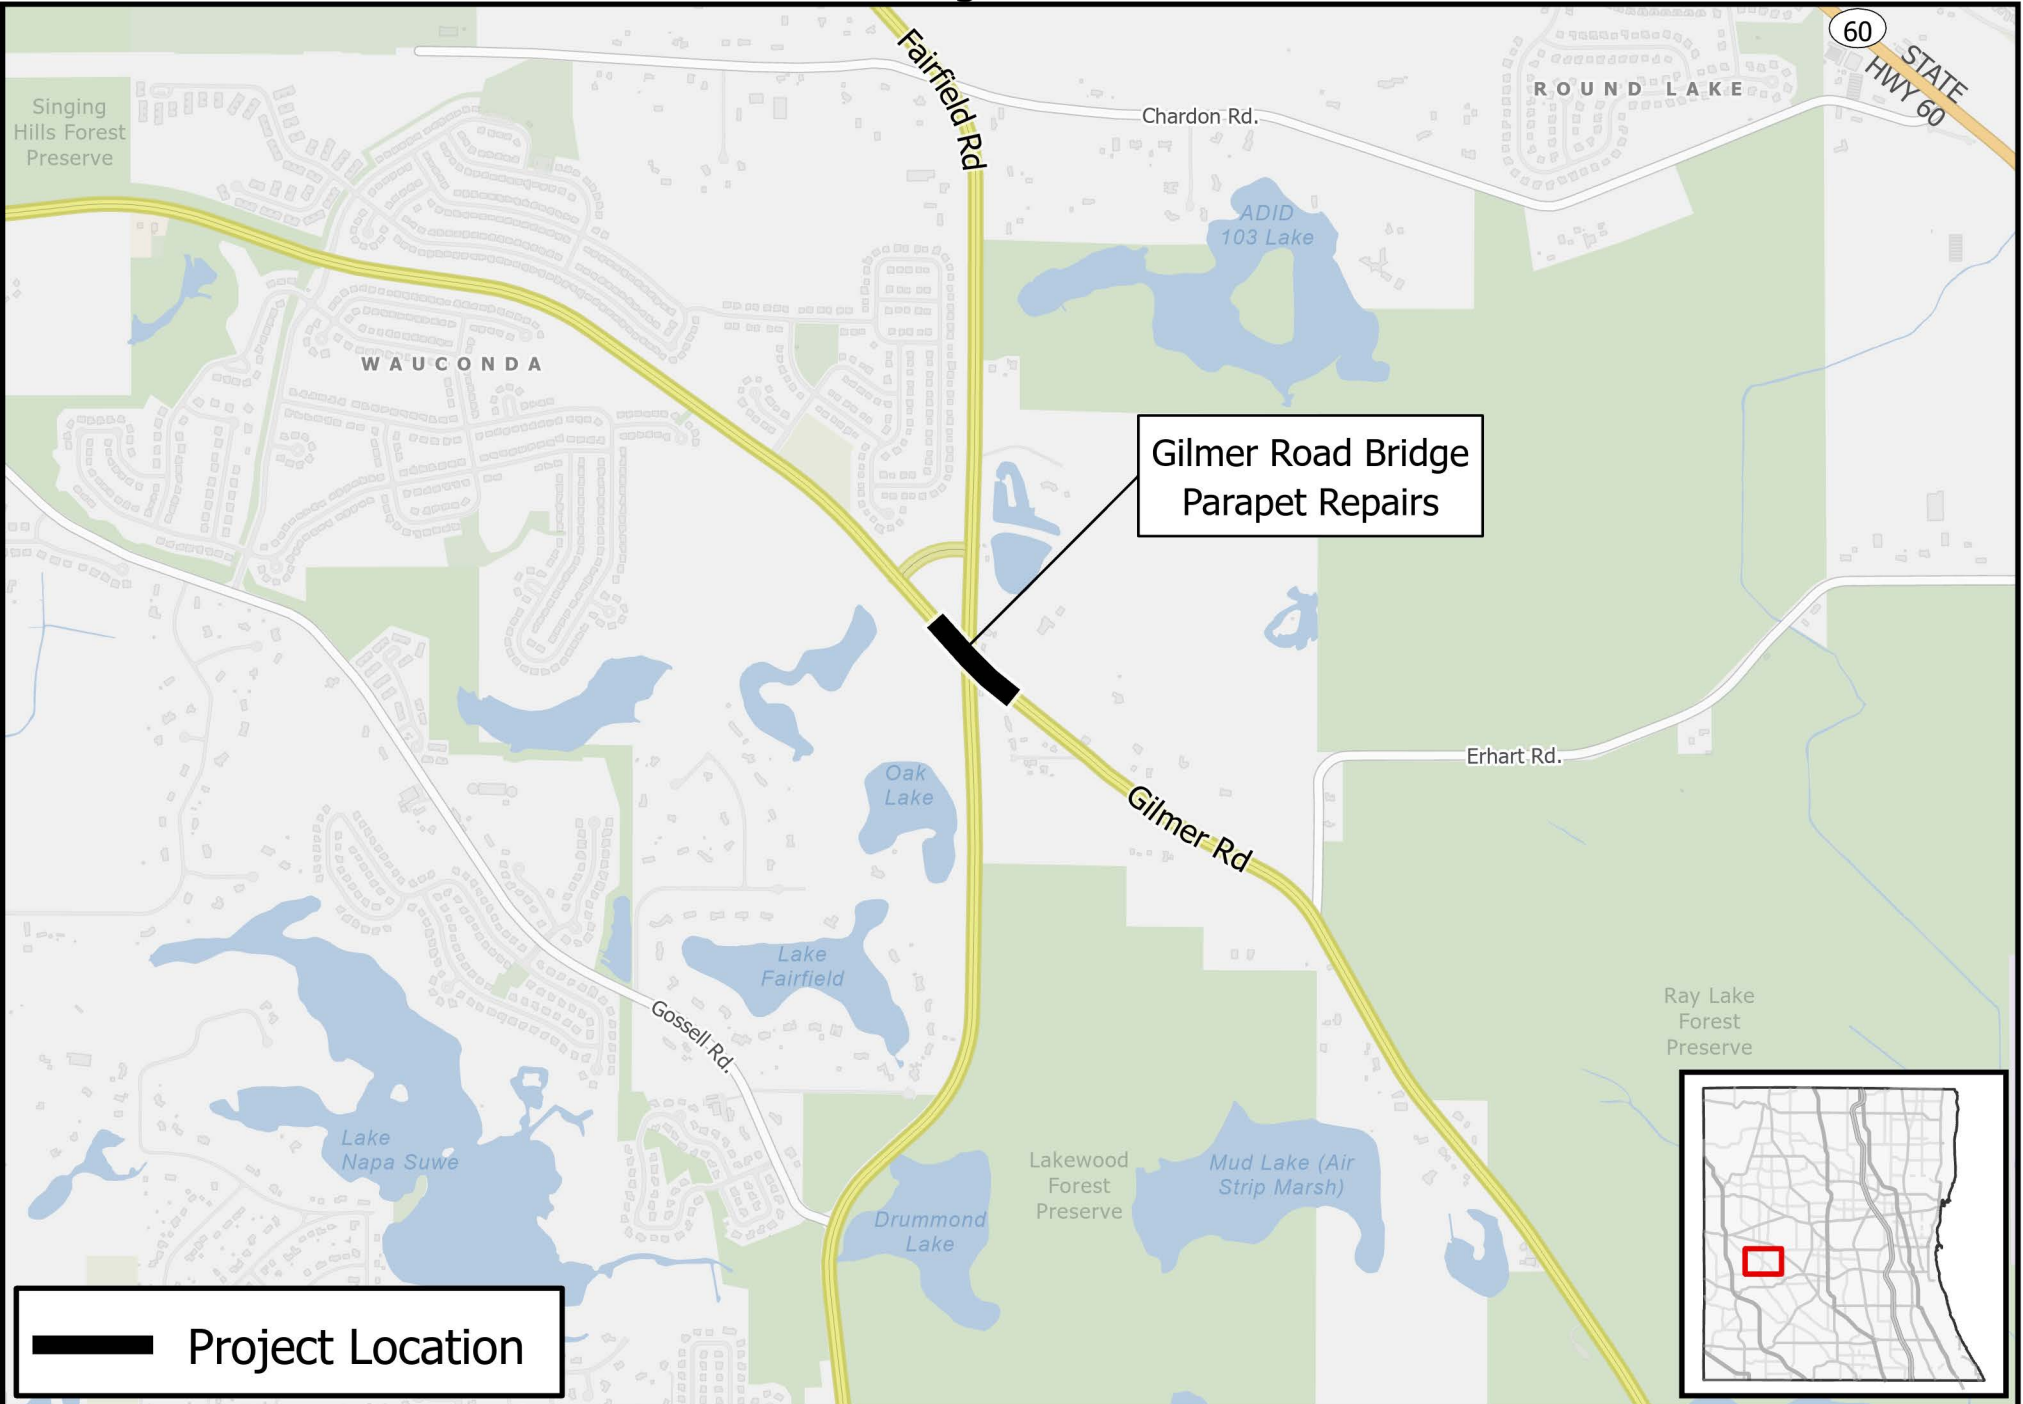 Fairfield Rd
60
STATE
HWY 60
ROUND LAKE
Singing
Hills Forest
Preserve
Chardon Rd.
ADID
103 Lake
WAUCONDA
Gilmer Road Bridge
Parapet Repairs
Erhart Rd.
Oak
Lake
Gilmer Rd
Lake
Fairfield
Gossell Rd.
Ray Lake
Forest
Preserve
Lake
Napa Suwe
Lakewood
Forest
Preserve
Mud Lake (Air
Strip Marsh)
Drummond
Lake
Project Location